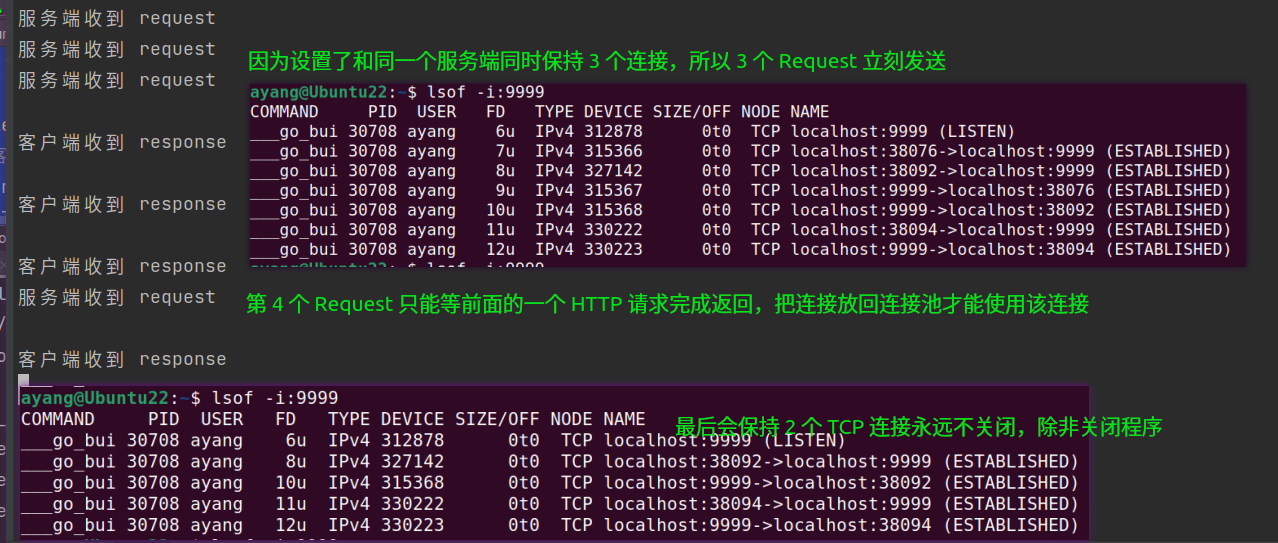 服务端收到 request
服务端收到 request
因为设置了和同一个服务端同时保持 3 个连接，所以 3 个 Request 立刻发送
服务端收到 request
ayang@Ubuntu22:~$ lsof -i:9999
COMMAND PID USER FD TYPE DEVICE SIZE/OFF NODE NAME
___go_bui 30708 ayang 6u IPv4 312878 0t0 TCP localhost:9999 (LISTEN)
客户端收到 response
___go_bui 30708 ayang 7u IPv4 315366 0t0 TCP localhost:38076->localhost:9999 (ESTABLISHED)
___go_bui 30708 ayang 8u IPv4 327142 0t0 TCP localhost:38092->localhost:9999 (ESTABLISHED)
___go_bui 30708 ayang 9u IPv4 315367 0t0 TCP localhost:9999->localhost:38076 (ESTABLISHED)
客户端收到 response
___go_bui 30708 ayang 10u IPv4 315368 0t0 TCP localhost:9999->localhost:38092 (ESTABLISHED)
___go_bui 30708 ayang 11u IPv4 330222 0t0 TCP localhost:38094->localhost:9999 (ESTABLISHED)
___go_bui 30708 ayang 12u IPv4 330223 0t0 TCP localhost:9999->localhost:38094 (ESTABLISHED)
客户端收到 response
服务端收到 request
第 4 个 Request 只能等前面的一个 HTTP 请求完成返回，把连接放回连接池才能使用该连接
客户端收到 response
ayang@Ubuntu22:~$ lsof -i:9999
COMMAND PID USER FD TYPE DEVICE SIZE/OFF NODE NAME
最后会保持 2 个 TCP 连接永远不关闭，除非关闭程序
___go_bui 30708 ayang 6u IPv4 312878 0t0 TCP localhost:9999 (LISTEN)
___go_bui 30708 ayang 8u IPv4 327142 0t0 TCP localhost:38092->localhost:9999 (ESTABLISHED)
___go_bui 30708 ayang 10u IPv4 315368 0t0 TCP localhost:9999->localhost:38092 (ESTABLISHED)
___go_bui 30708 ayang 11u IPv4 330222 0t0 TCP localhost:38094->localhost:9999 (ESTABLISHED)
___go_bui 30708 ayang 12u IPv4 330223 0t0 TCP localhost:9999->localhost:38094 (ESTABLISHED)